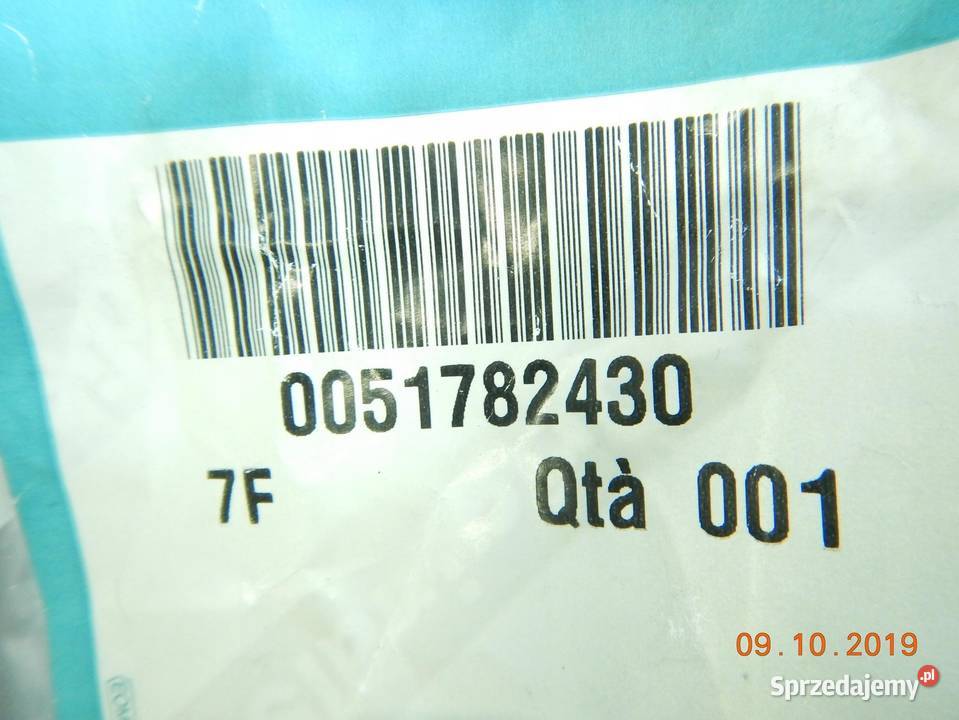 0051782430
7F Qtà 001
09.10.2019
Sprzedajemy.pl